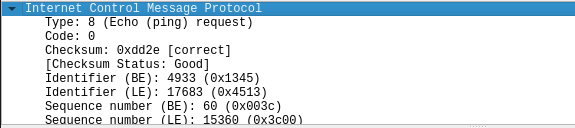 Internet Control Message Protocol
Type: 8 (Echo (ping) request)
Code: 0
Checksum: 0xdd2e [correct]
[Checksum Status: Good]
Identifier (BE): 4933 (0x1345)
Identifier (LE): 17683 (0x4513)
Sequence number (BE): 60 (0x003c)
Sequence number (LE): 15360 (0x3c00)